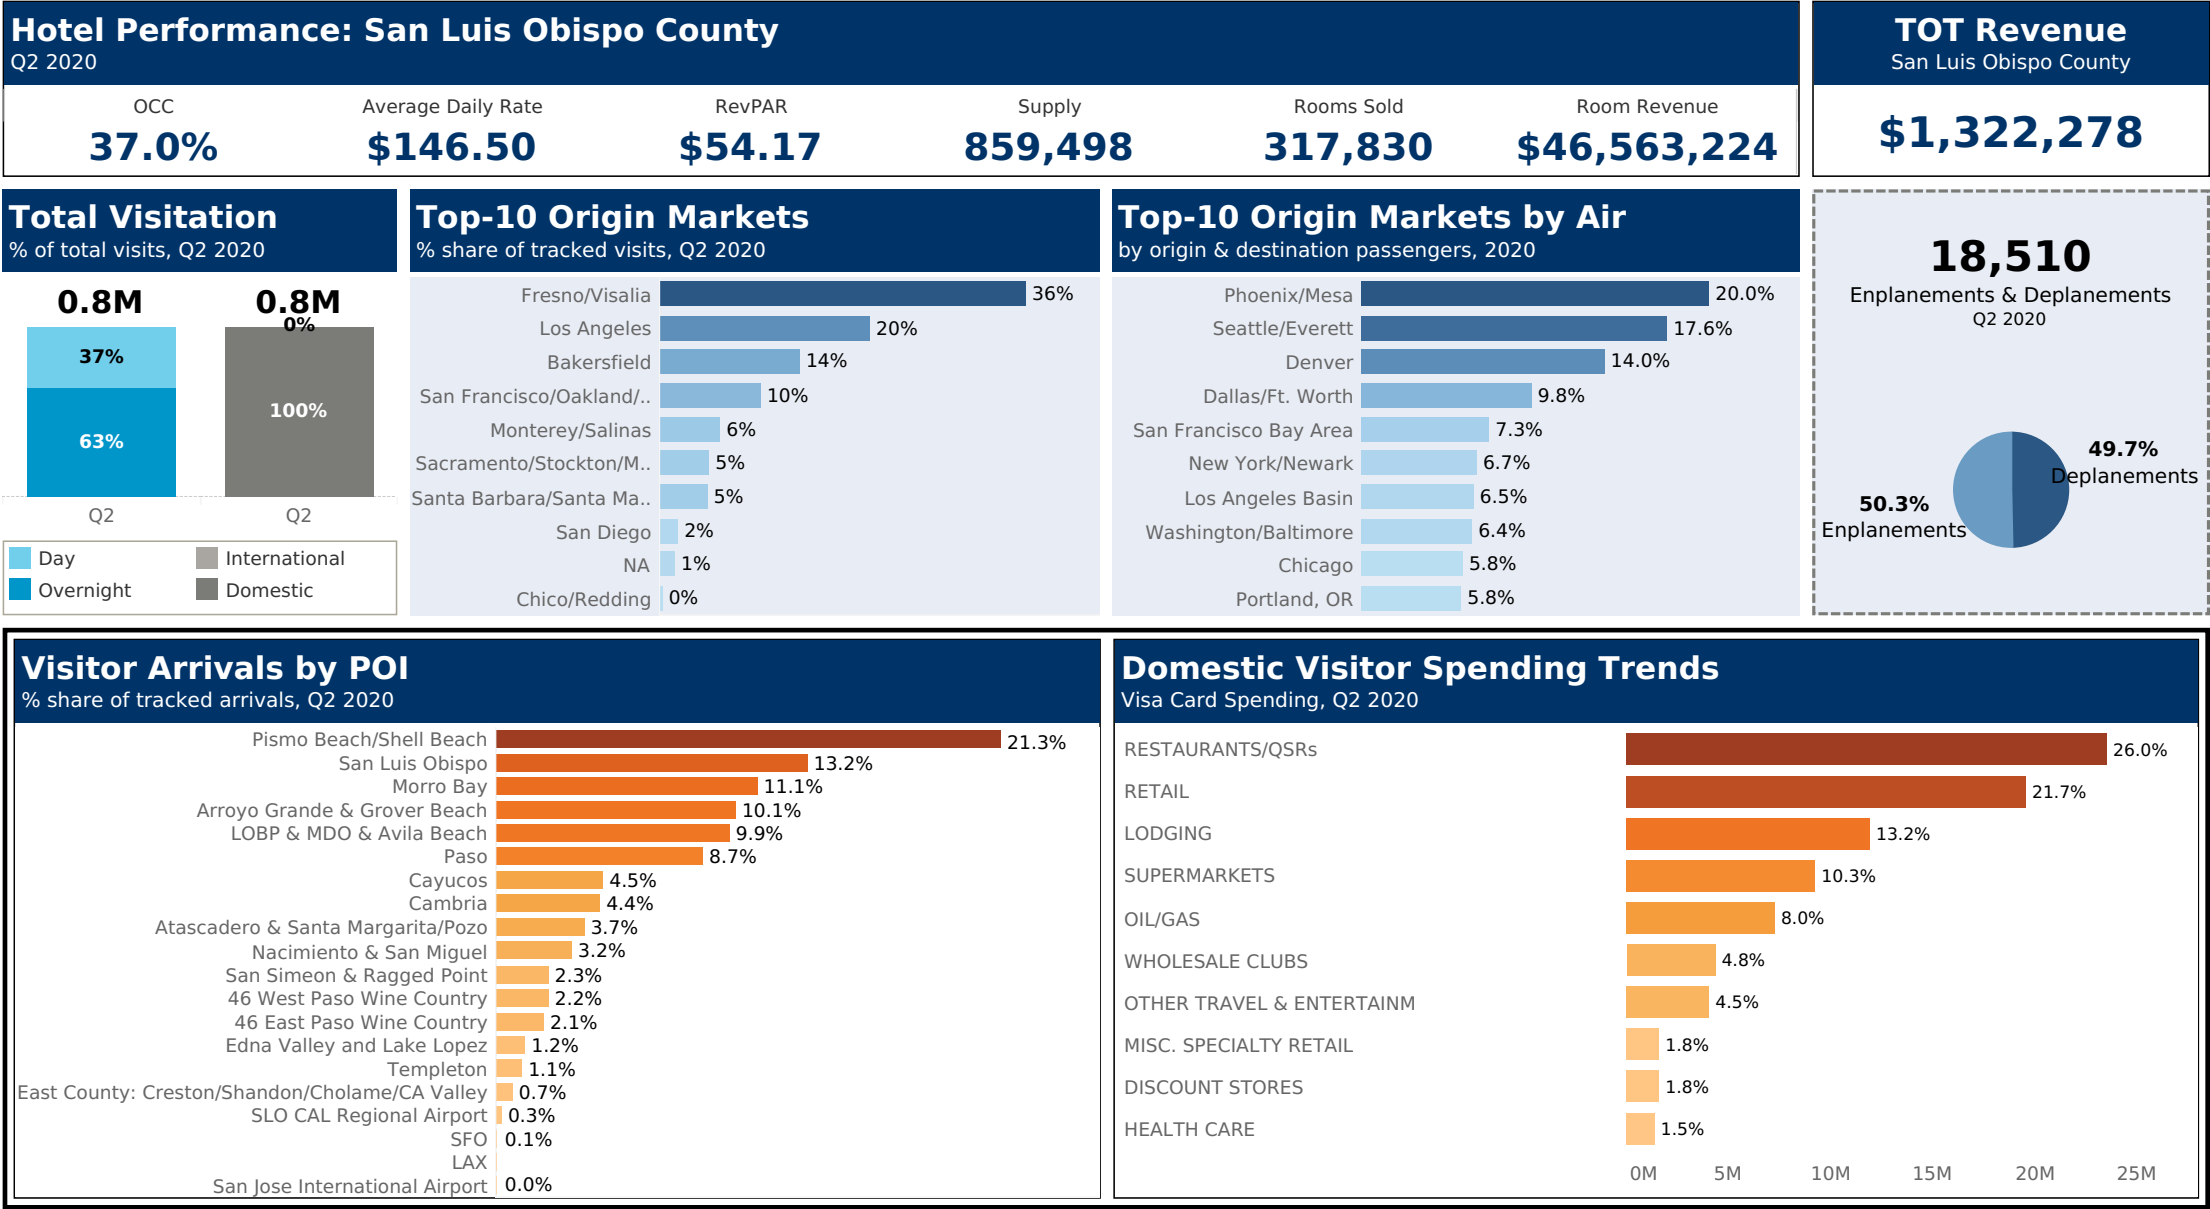 Hotel Performance: San Luis Obispo County
Q2 2020
OCC
37.0%
Average Daily Rate
$146.50
RevPAR
$54.17
Supply
859,498
Rooms Sold
317,830
Room Revenue
$46,563,224
TOT Revenue
San Luis Obispo County
$1,322,278
Total Visitation
% of total visits, Q2 2020
0.8M
0.8M
0%
37%
100%
63%
Q2
Q2
Day
International
Overnight
Domestic
Top-10 Origin Markets
% share of tracked visits, Q2 2020
Fresno/Visalia 36%
Los Angeles 20%
Bakersfield 14%
San Francisco/Oakland/.. 10%
Monterey/Salinas 6%
Sacramento/Stockton/M.. 5%
Santa Barbara/Santa Ma.. 5%
San Diego 2%
NA 1%
Chico/Redding 0%
Top-10 Origin Markets by Air
by origin & destination passengers, 2020
Phoenix/Mesa 20.0%
Seattle/Everett 17.6%
Denver 14.0%
Dallas/Ft. Worth 9.8%
San Francisco Bay Area 7.3%
New York/Newark 6.7%
Los Angeles Basin 6.5%
Washington/Baltimore 6.4%
Chicago 5.8%
Portland, OR 5.8%
18,510
Enplanements & Deplanements
Q2 2020
49.7%
Deplanements
50.3%
Enplanements
Visitor Arrivals by POI
% share of tracked arrivals, Q2 2020
Pismo Beach/Shell Beach 21.3%
San Luis Obispo 13.2%
Morro Bay 11.1%
Arroyo Grande & Grover Beach 10.1%
LOBP & MDO & Avila Beach 9.9%
Paso 8.7%
Cayucos 4.5%
Cambria 4.4%
Atascadero & Santa Margarita/Pozo 3.7%
Nacimiento & San Miguel 3.2%
San Simeon & Ragged Point 2.3%
46 West Paso Wine Country 2.2%
46 East Paso Wine Country 2.1%
Edna Valley and Lake Lopez 1.2%
Templeton 1.1%
East County: Creston/Shandon/Cholame/CA Valley 0.7%
SLO CAL Regional Airport 0.3%
SFO 0.1%
LAX
San Jose International Airport 0.0%
Domestic Visitor Spending Trends
Visa Card Spending, Q2 2020
RESTAURANTS/QSRs 26.0%
RETAIL 21.7%
LODGING 13.2%
SUPERMARKETS 10.3%
OIL/GAS 8.0%
WHOLESALE CLUBS 4.8%
OTHER TRAVEL & ENTERTAINM 4.5%
MISC. SPECIALTY RETAIL 1.8%
DISCOUNT STORES 1.8%
HEALTH CARE 1.5%
0M 5M 10M 15M 20M 25M